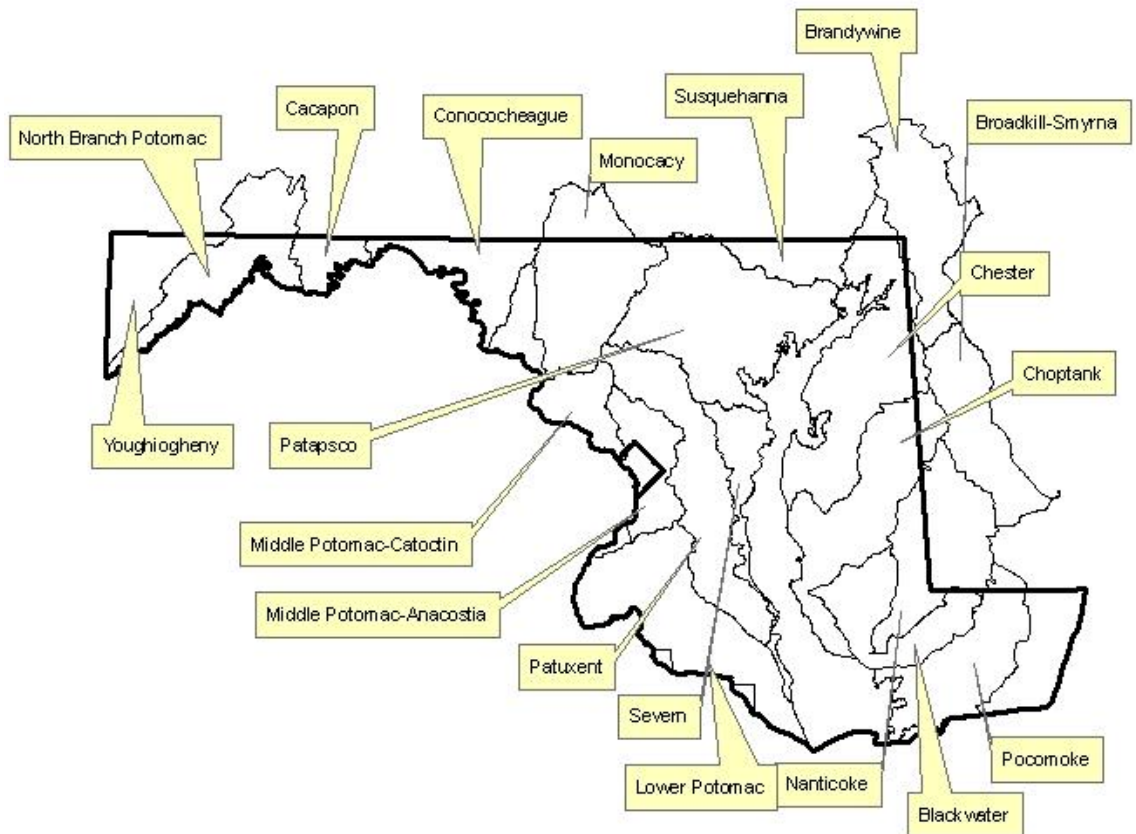 Brandywine
Cacapon
Conococheague
Susquehanna
Broadkill-Smyrna
North Branch Potomac
Monocacy
Chester
Choptank
Youghiogheny
Patapsco
Middle Potomac-Catoctin
Middle Potomac-Anacostia
Patuxent
Severn
Lower Potomac
Nanticoke
Pocomoke
Blackwater